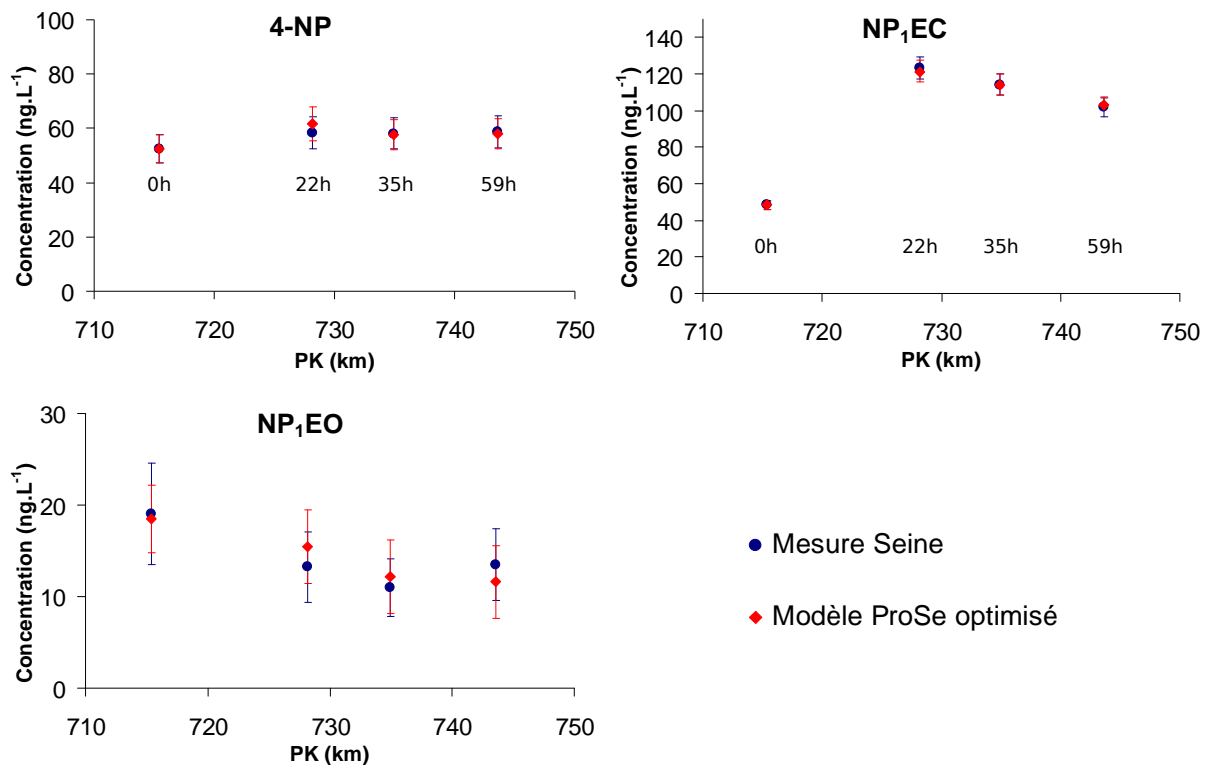 4-NP
Concentration (ng.L⁻¹)
100
80
60
40
20
0
0h 22h 35h 59h
710 720 730 740 750
PK (km)
NP₁EC
Concentration (ng.L⁻¹)
140
120
100
80
60
40
20
0
0h 22h 35h 59h
710 720 730 740 750
PK (km)
NP₁EO
Concentration (ng.L⁻¹)
30
20
10
0
710 720 730 740 750
PK (km)
Mesure Seine
Modèle ProSe optimisé